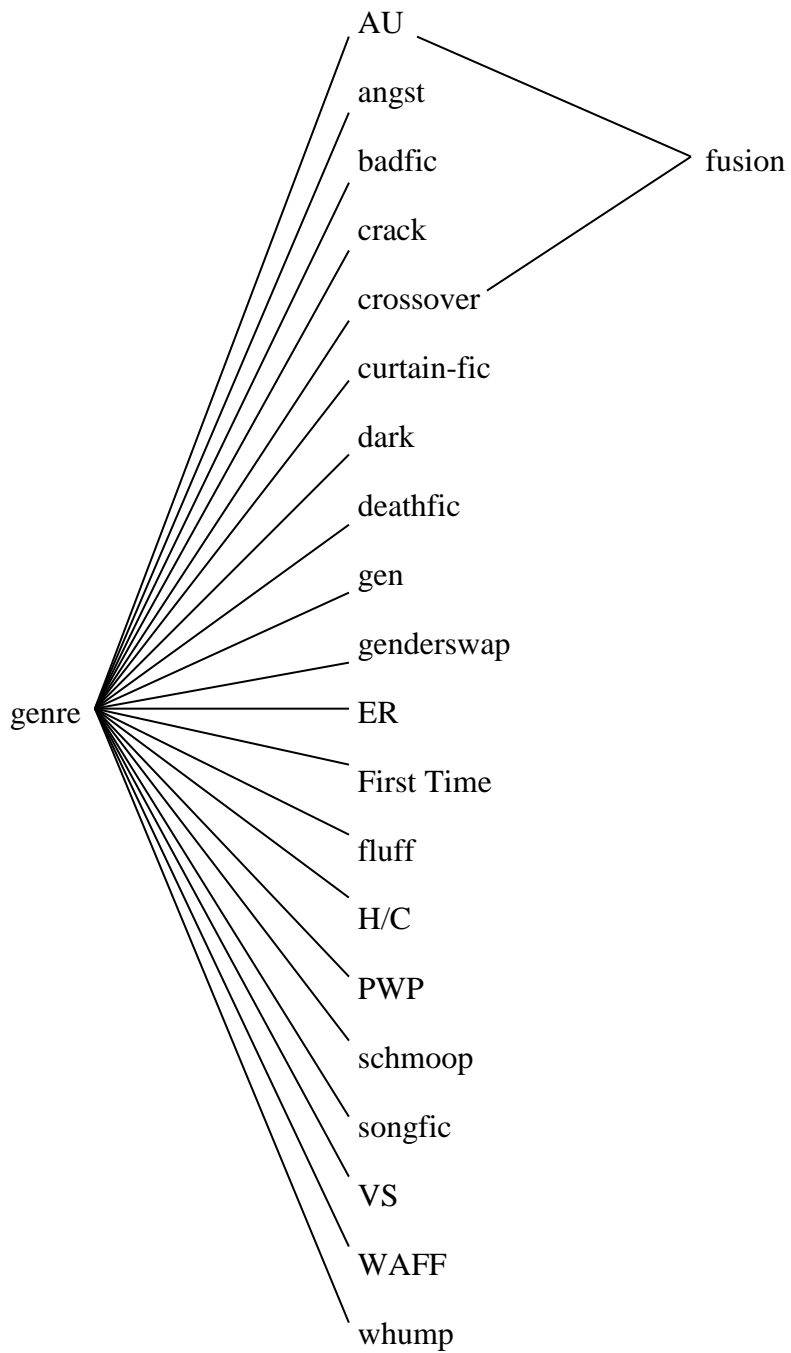 AU
angst
badfic
fusion
crack
crossover
curtain-fic
dark
deathfic
gen
genderswap
genre
ER
First Time
fluff
H/C
PWP
schmoop
songfic
VS
WAFF
whump